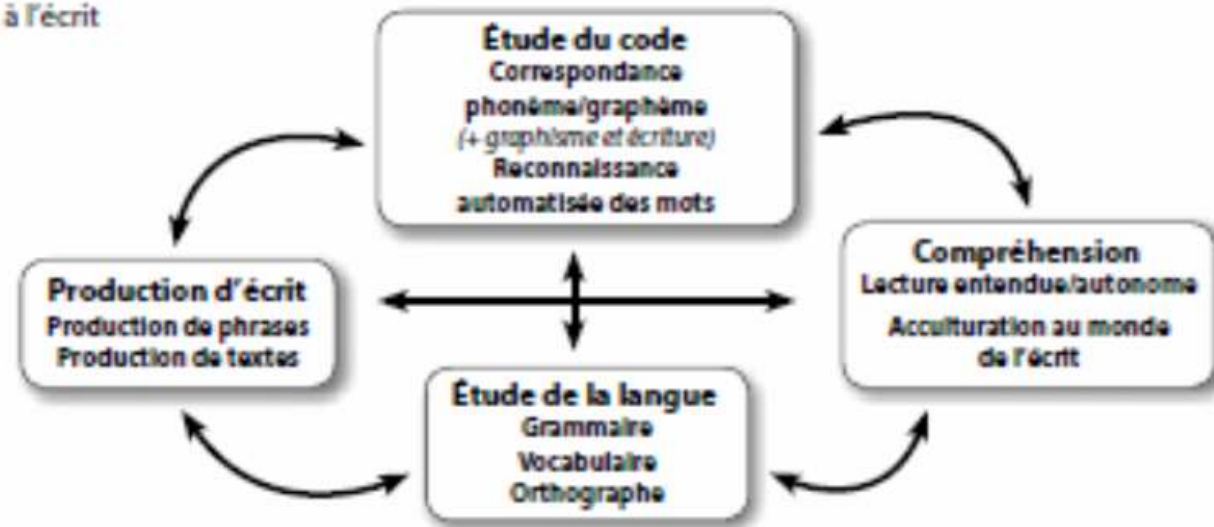 à l'écrit
Étude du code
Correspondance
phonème/graphème
(+ graphisme et écriture)
Reconnaissance
automatisée des mots
Production d'écrit
Production de phrases
Production de textes
Compréhension
Lecture entendue/autonome
Acculturation au monde
de l'écrit
Étude de la langue
Grammaire
Vocabulaire
Orthographe